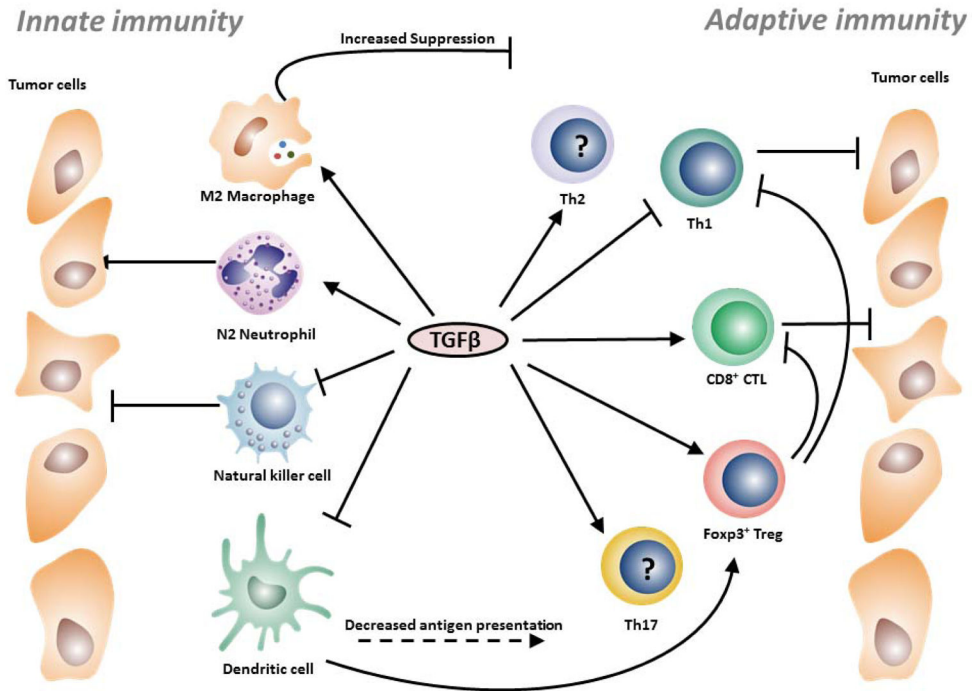 Innate immunity
Adaptive immunity
Increased Suppression
Tumor cells
Tumor cells
?
M2 Macrophage
Th2
Th1
N2 Neutrophil
TGFβ
CD8⁺ CTL
Natural killer cell
Foxp3⁺ Treg
?
Decreased antigen presentation
Th17
Dendritic cell